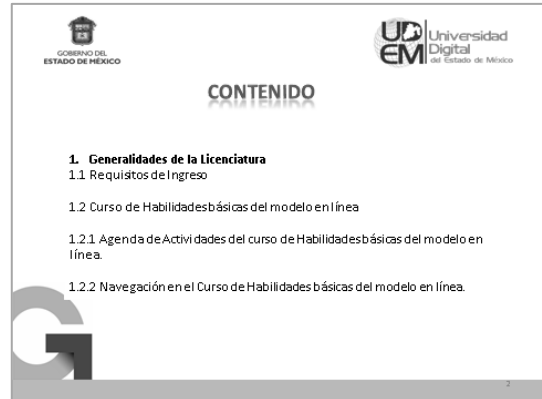 GOBIERNO DEL
ESTADO DE MÉXICO
UDEM Universidad
Digital
del Estado de México
CONTENIDO
1. Generalidades de la Licenciatura
1.1 Requisitos de Ingreso
1.2 Curso de Habilidades básicas del modelo en línea
1.2.1 Agenda de Actividades del curso de Habilidades básicas del modelo en
línea.
1.2.2 Navegación en el Curso de Habilidades básicas del modelo en línea.
2